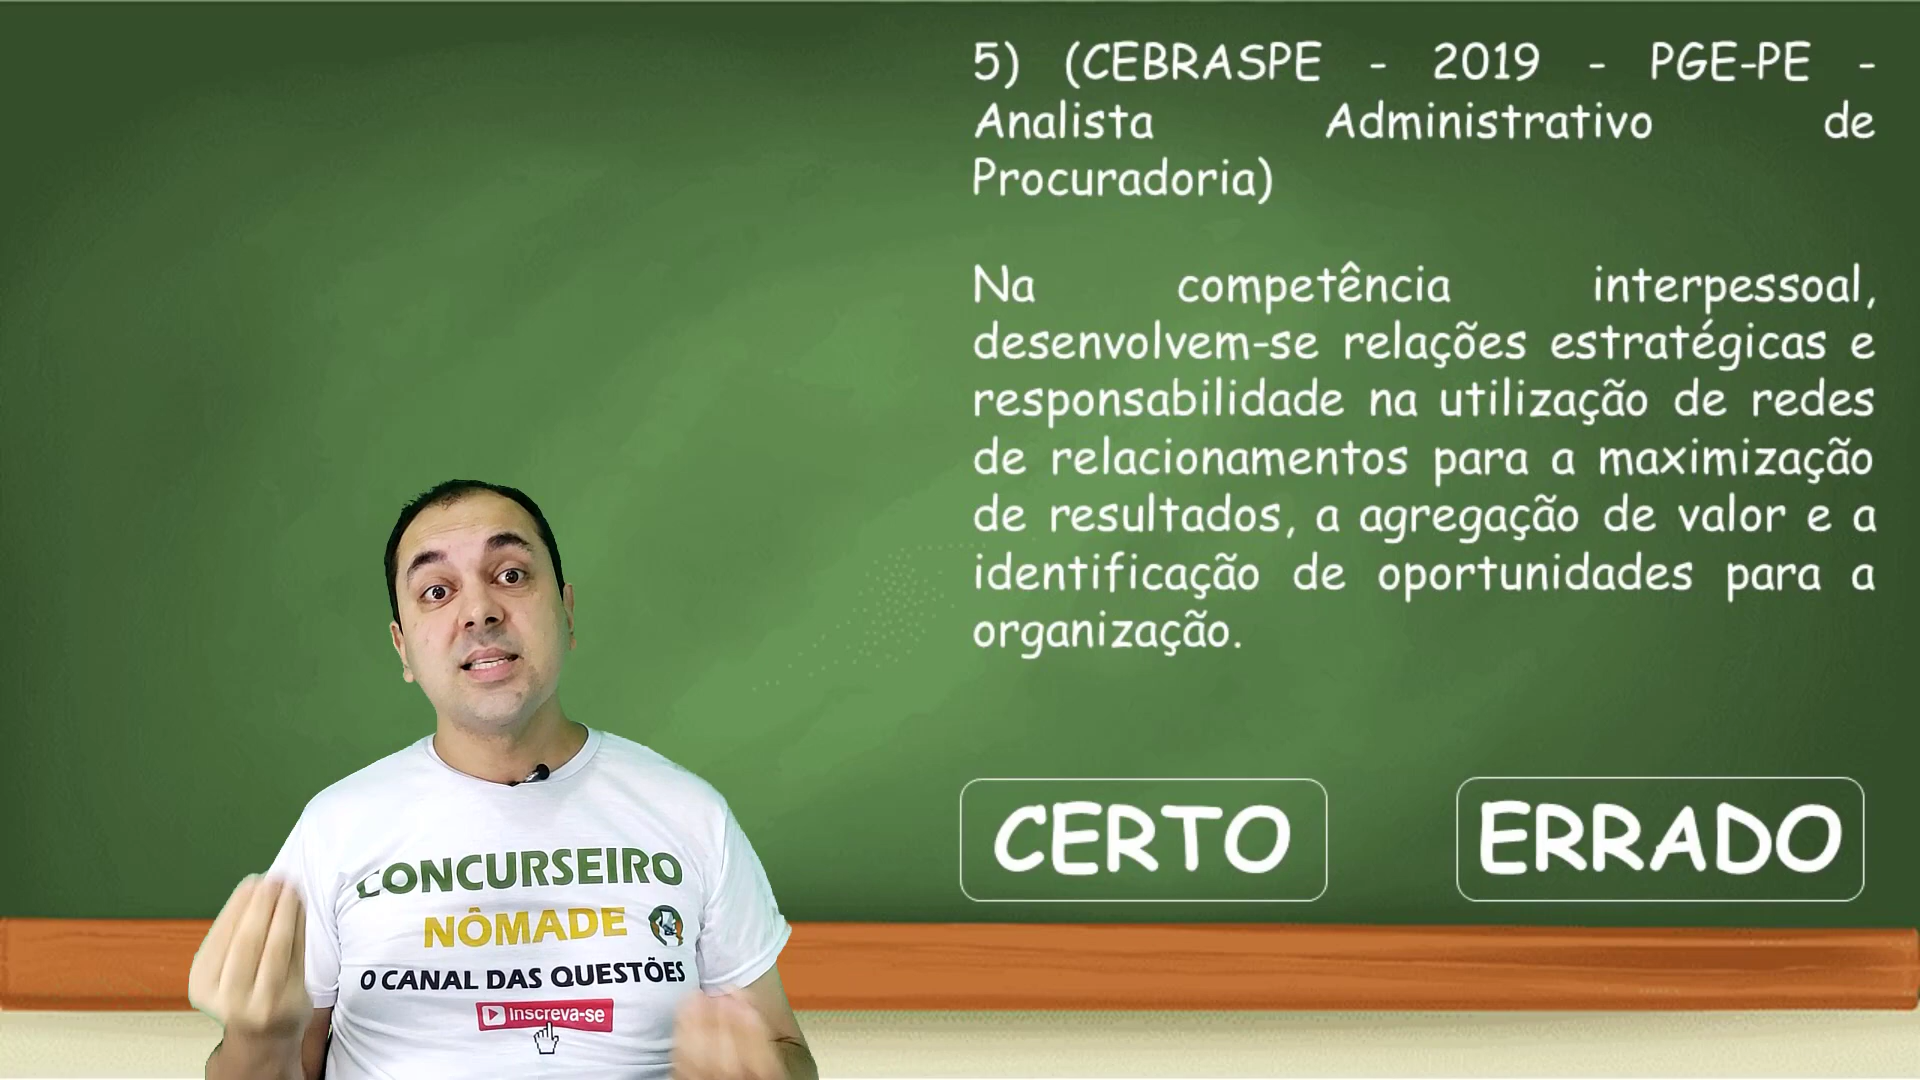 5) (CEBRASPE - 2019 - PGE-PE -
Analista Administrativo de
Procuradoria)
Na competência interpessoal,
desenvolvem-se relações estratégicas e
responsabilidade na utilização de redes
de relacionamentos para a maximização
de resultados, a agregação de valor e a
identificação de oportunidades para a
organização.
CERTO
ERRADO
CONCURSEIRO
NÔMADE
O CANAL DAS QUESTÕES
Inscreva-se